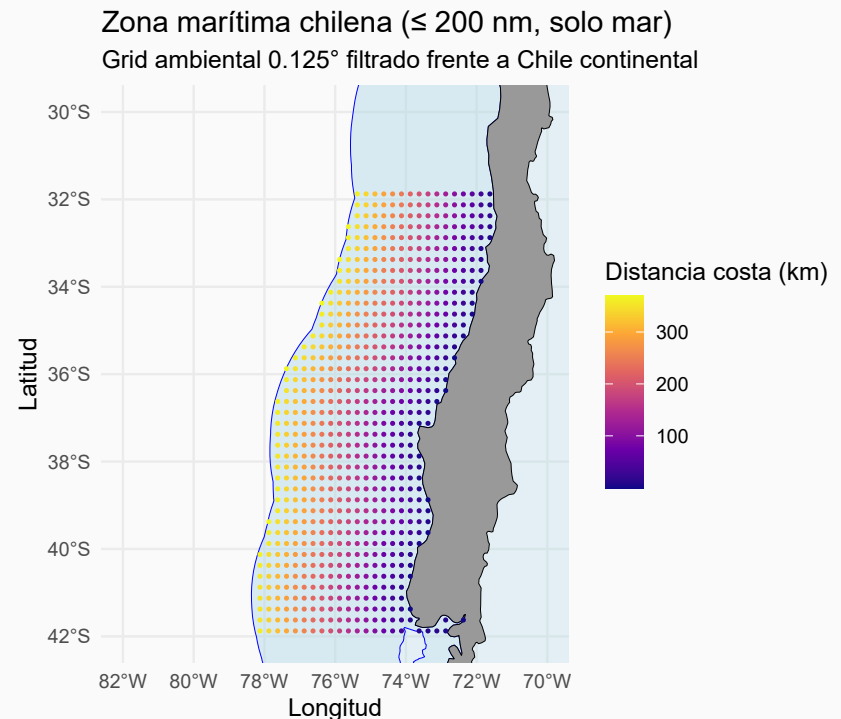 Zona marítima chilena (≤ 200 nm, solo mar)
Grid ambiental 0.125° filtrado frente a Chile continental
30°S
32°S
34°S
36°S
38°S
40°S
42°S
Latitud
82°W 80°W 78°W 76°W 74°W 72°W 70°W
Longitud
Distancia costa (km)
300
200
100